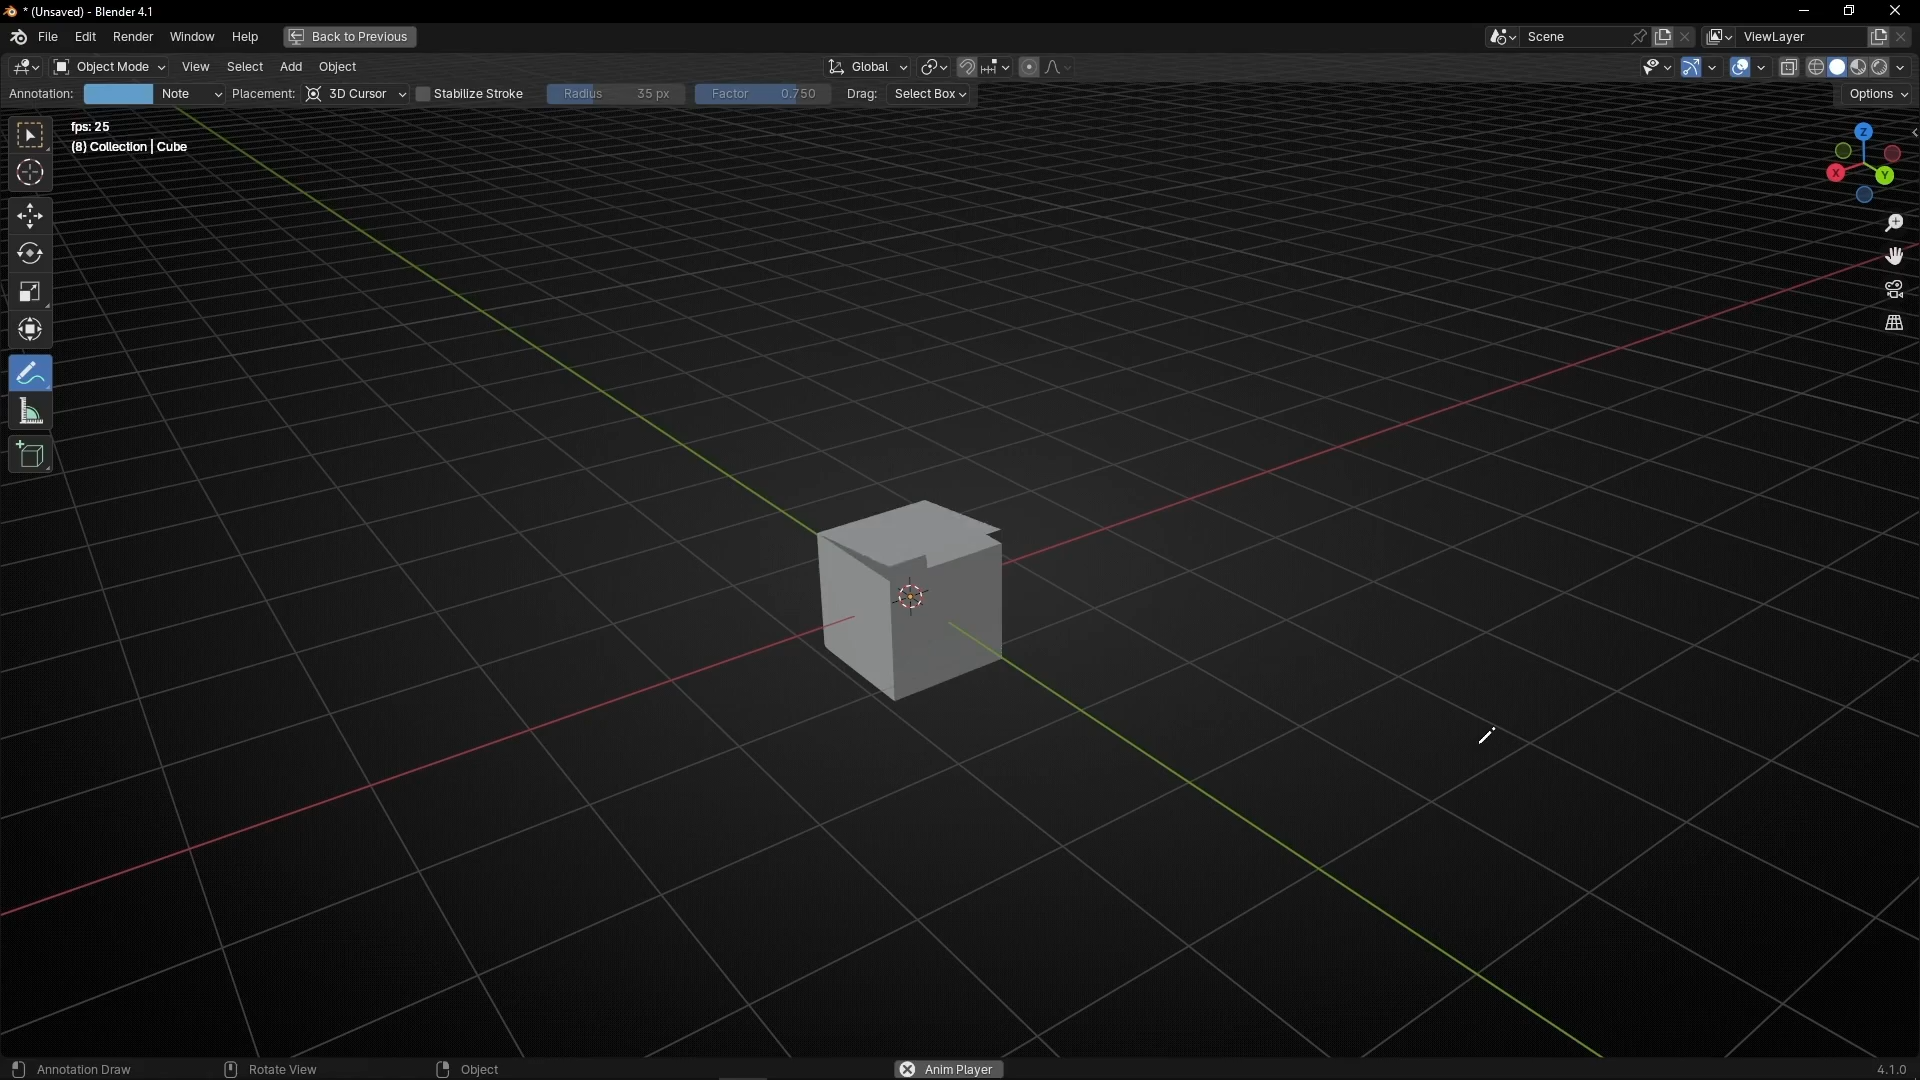 * (Unsaved) - Blender 4.1
File Edit Render Window Help Back to Previous Scene ViewLayer
Object Mode View Select Add Object Global
Annotation: Note Placement: 3D Cursor Stabilize Stroke Radius 35 px Factor 0.750 Drag: Select Box Options
fps: 25
(8) Collection | Cube
Z
X
Y
Annotation Draw Rotate View Object Anim Player 4.1.0